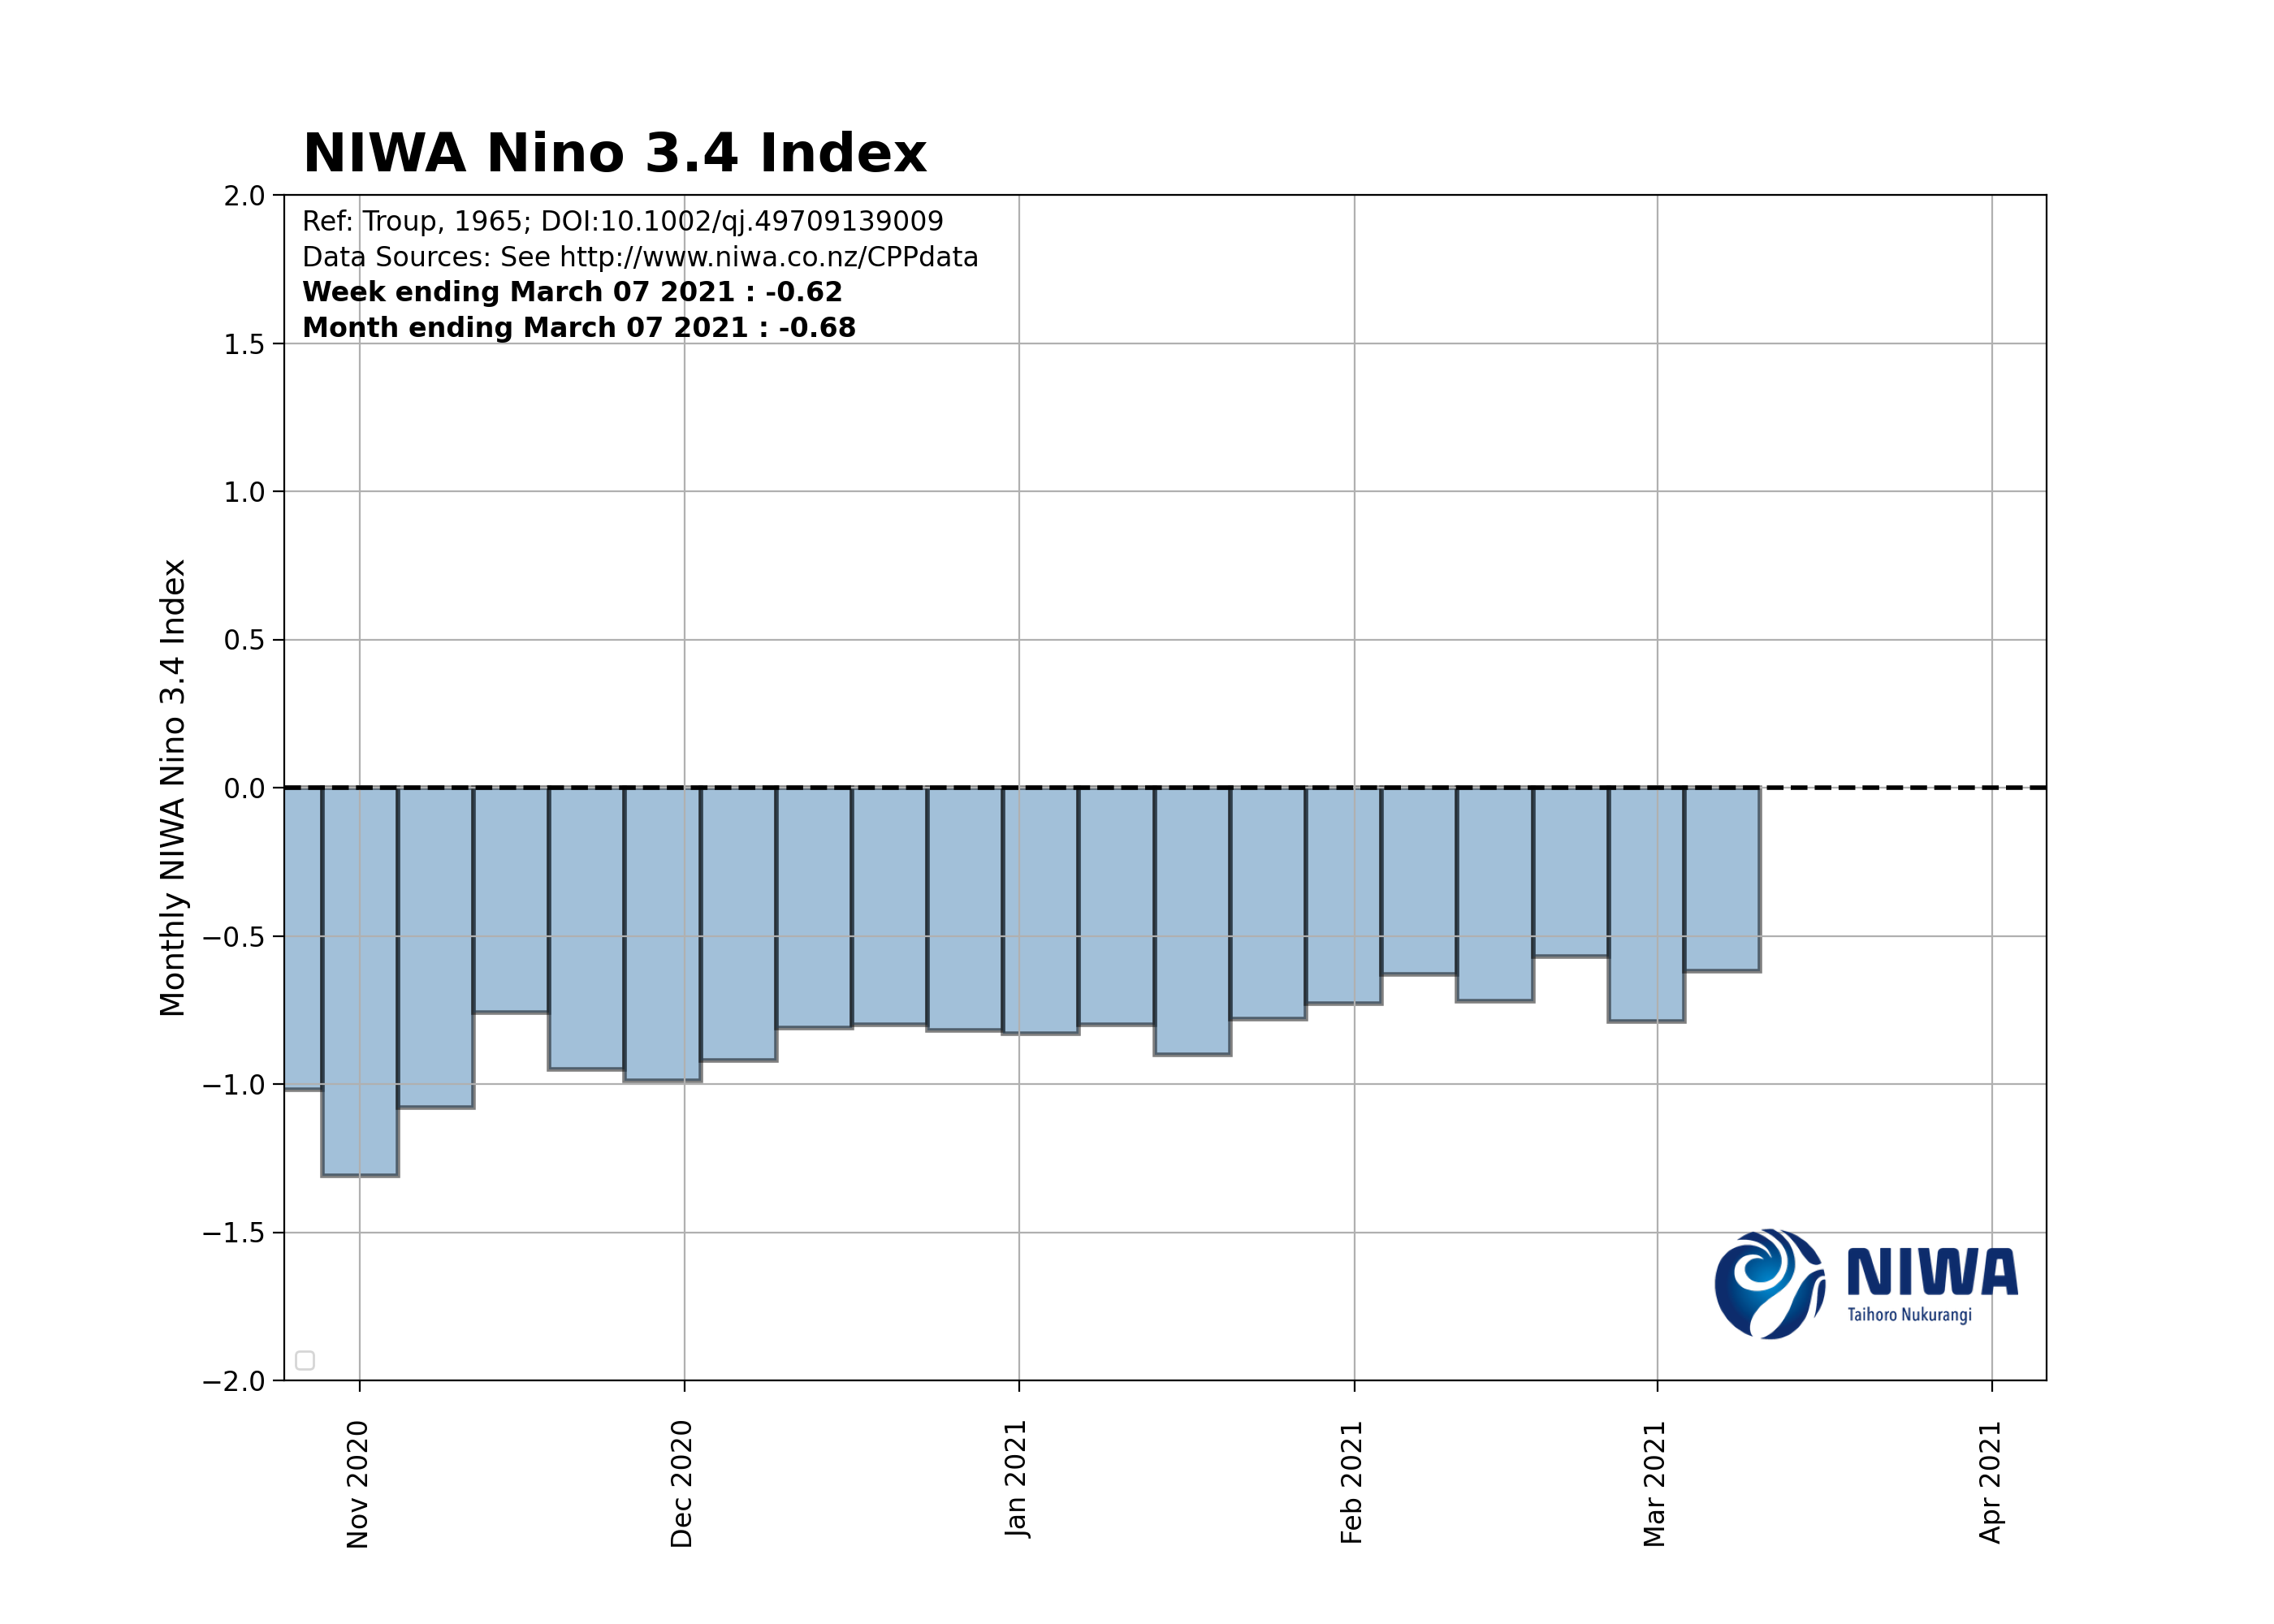 NIWA Nino 3.4 Index
Ref: Troup, 1965; DOI:10.1002/qj.49709139009
Data Sources: See http://www.niwa.co.nz/CPPdata
Week ending March 07 2021 : -0.62
Month ending March 07 2021 : -0.68
Monthly NIWA Nino 3.4 Index
2.0
1.5
1.0
0.5
0.0
−0.5
−1.0
−1.5
−2.0
NIWA
Taihoro Nukurangi
Nov 2020
Dec 2020
Jan 2021
Feb 2021
Mar 2021
Apr 2021